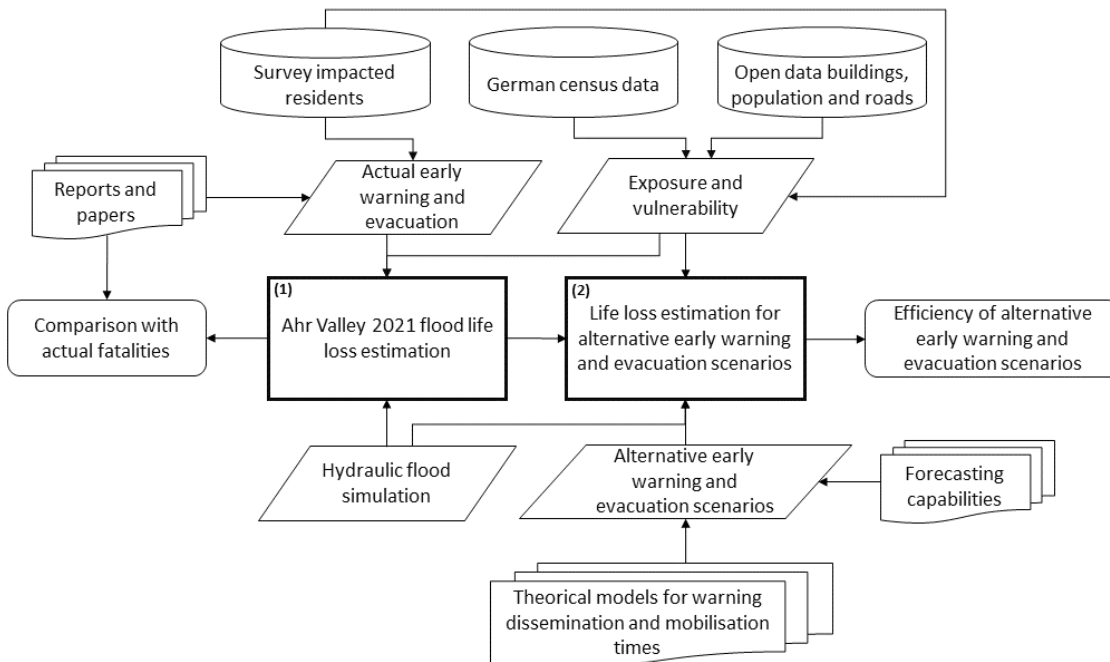 Survey impacted
residents
German census data
Open data buildings,
population and roads
Reports and
papers
Actual early
warning and
evacuation
Exposure and
vulnerability
(1)
Ahr Valley 2021 flood life
loss estimation
(2)
Life loss estimation for
alternative early warning
and evacuation scenarios
Comparison with
actual fatalities
Efficiency of alternative
early warning and
evacuation scenarios
Hydraulic flood
simulation
Alternative early
warning and
evacuation scenarios
Forecasting
capabilities
Theorical models for warning
dissemination and mobilisation
times